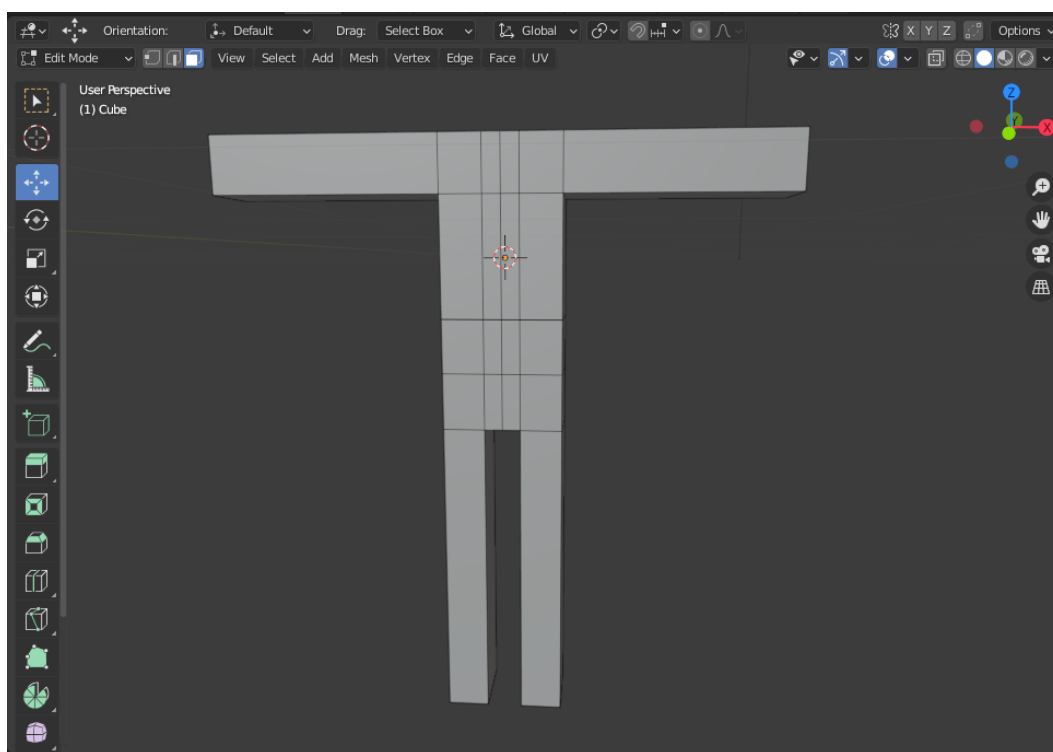 Orientation: Default Drag: Select Box Global X Y Z Options
Edit Mode View Select Add Mesh Vertex Edge Face UV
User Perspective
(1) Cube
Z
Y
X